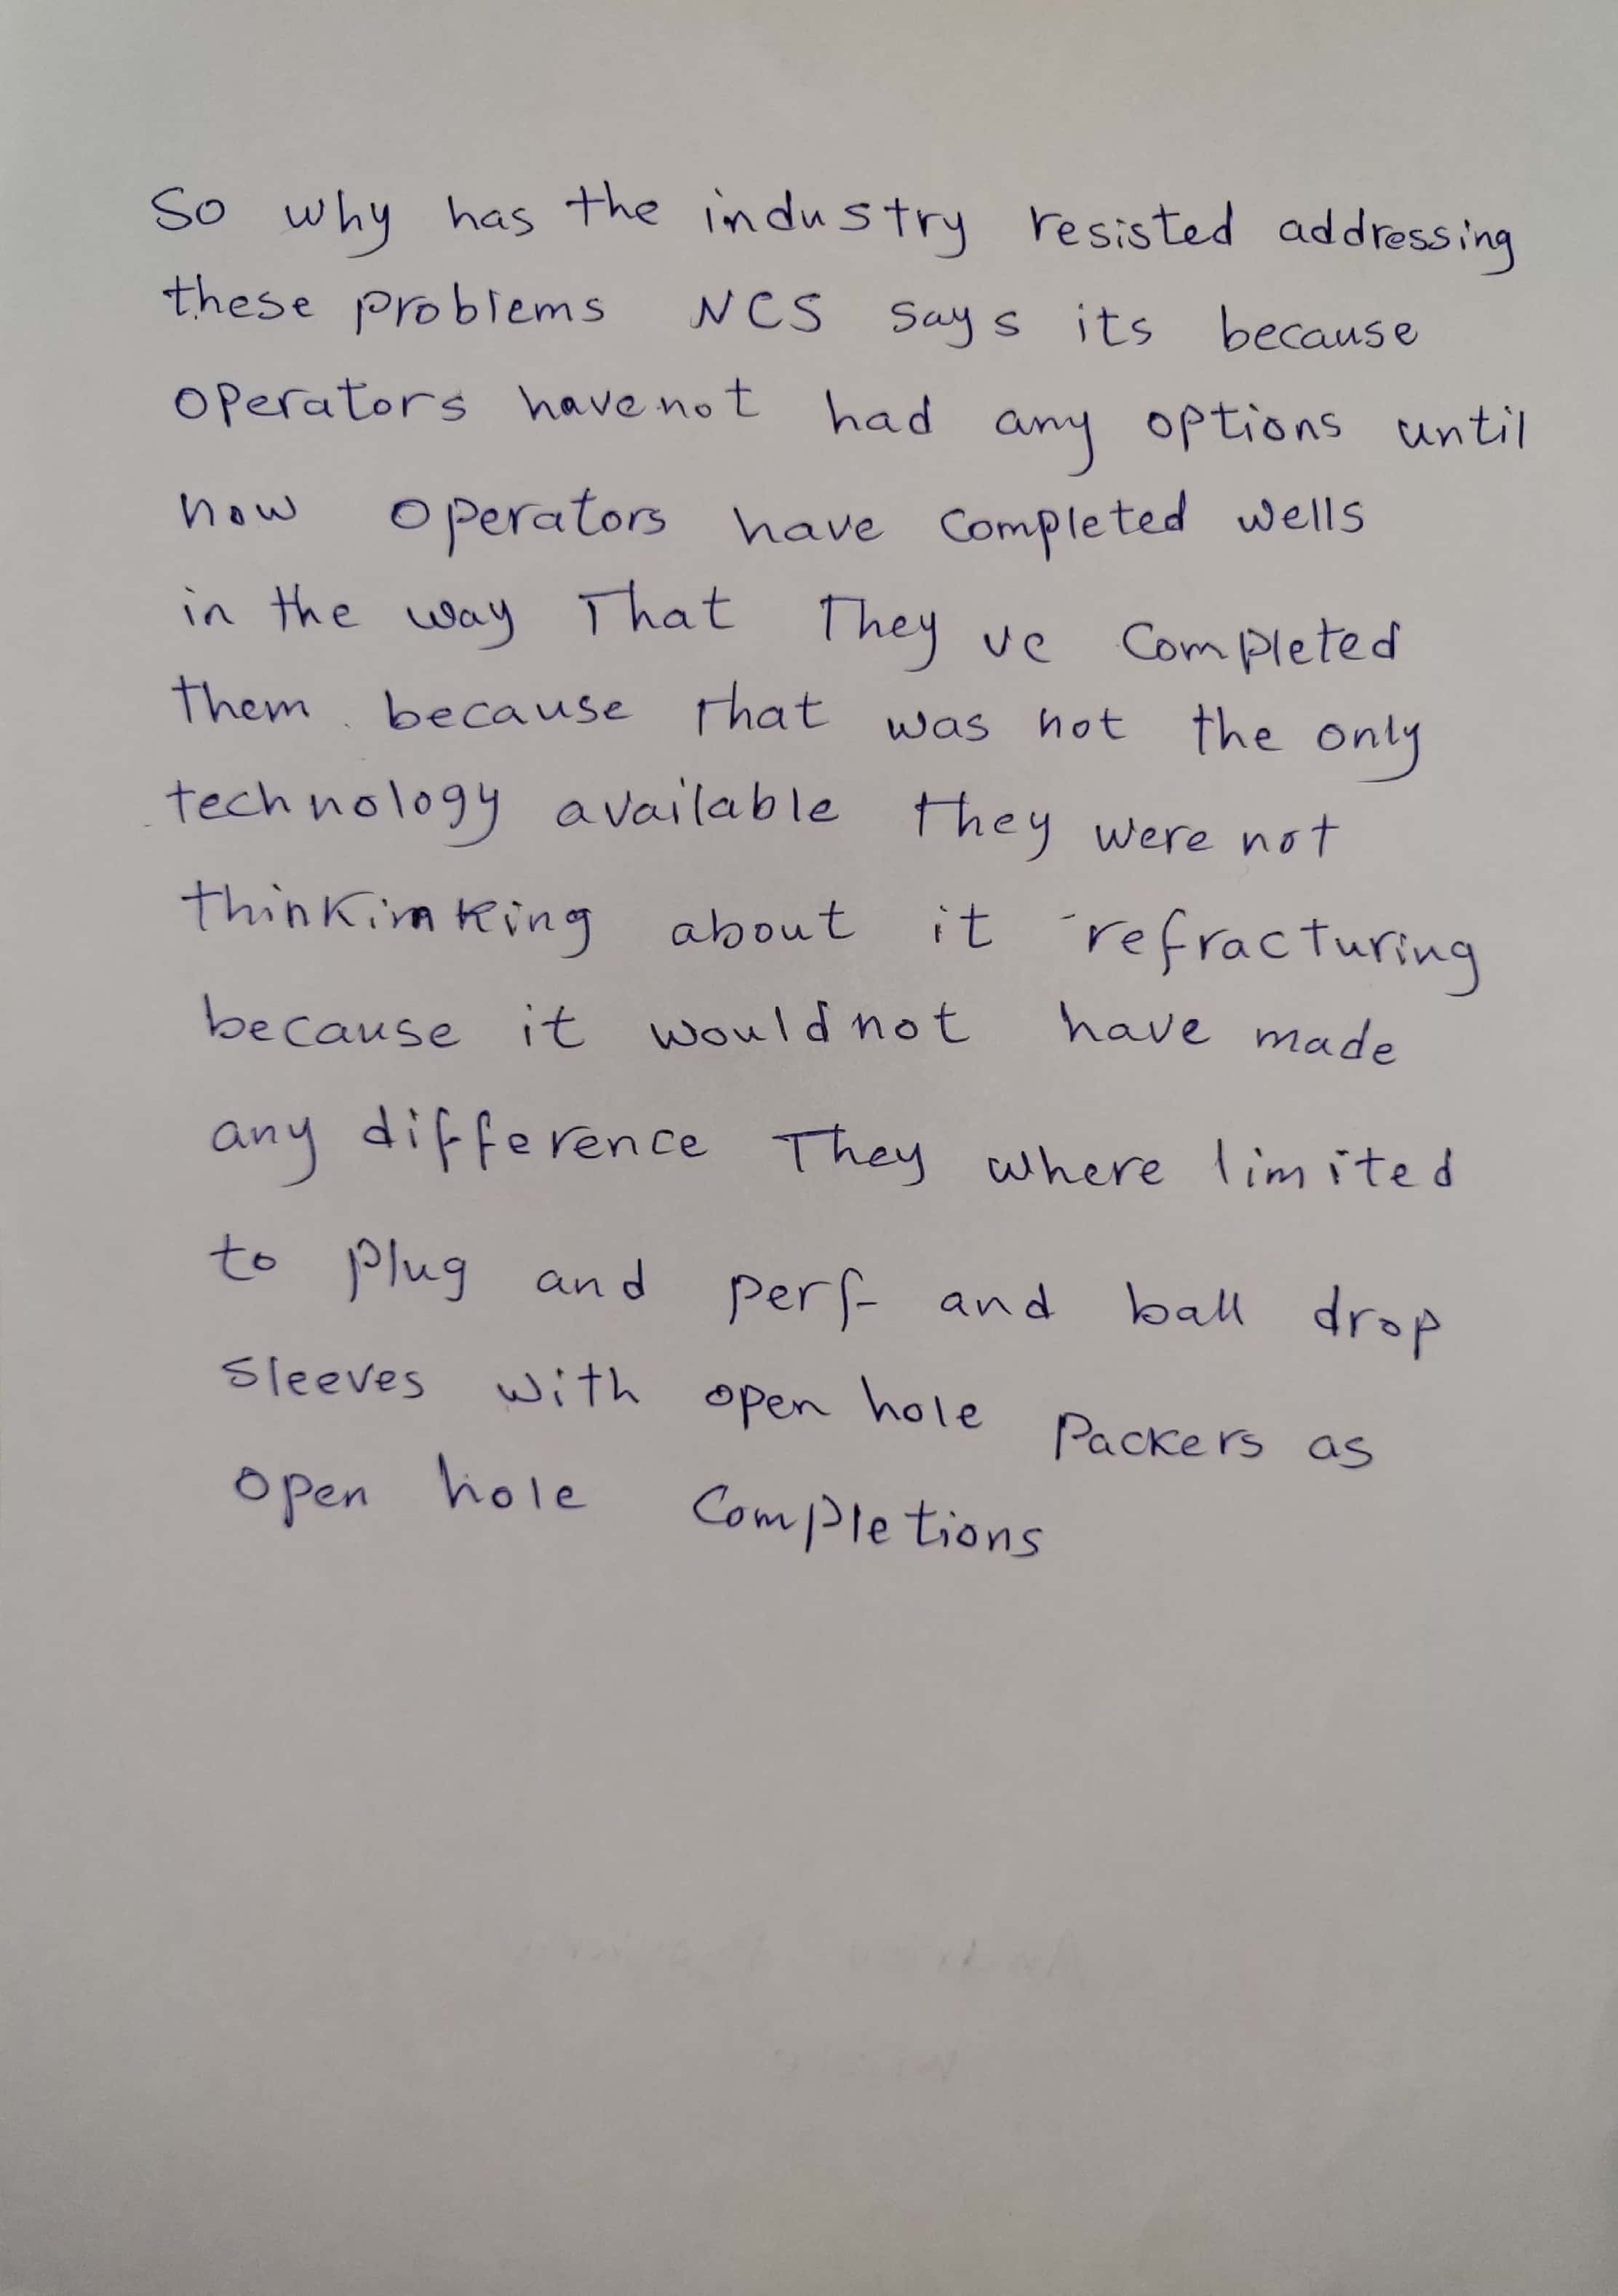 So why has the industry resisted addressing
these problems NCS says its because
operators havenot had any options until
now operators have completed wells
in the way That They ve completed
them because that was not the only
technology available they were not
thinkimking about it refracturing
because it wouldnot have made
any difference They where limited
to plug and perf and ball drop
sleeves with open hole packers as
open hole completions